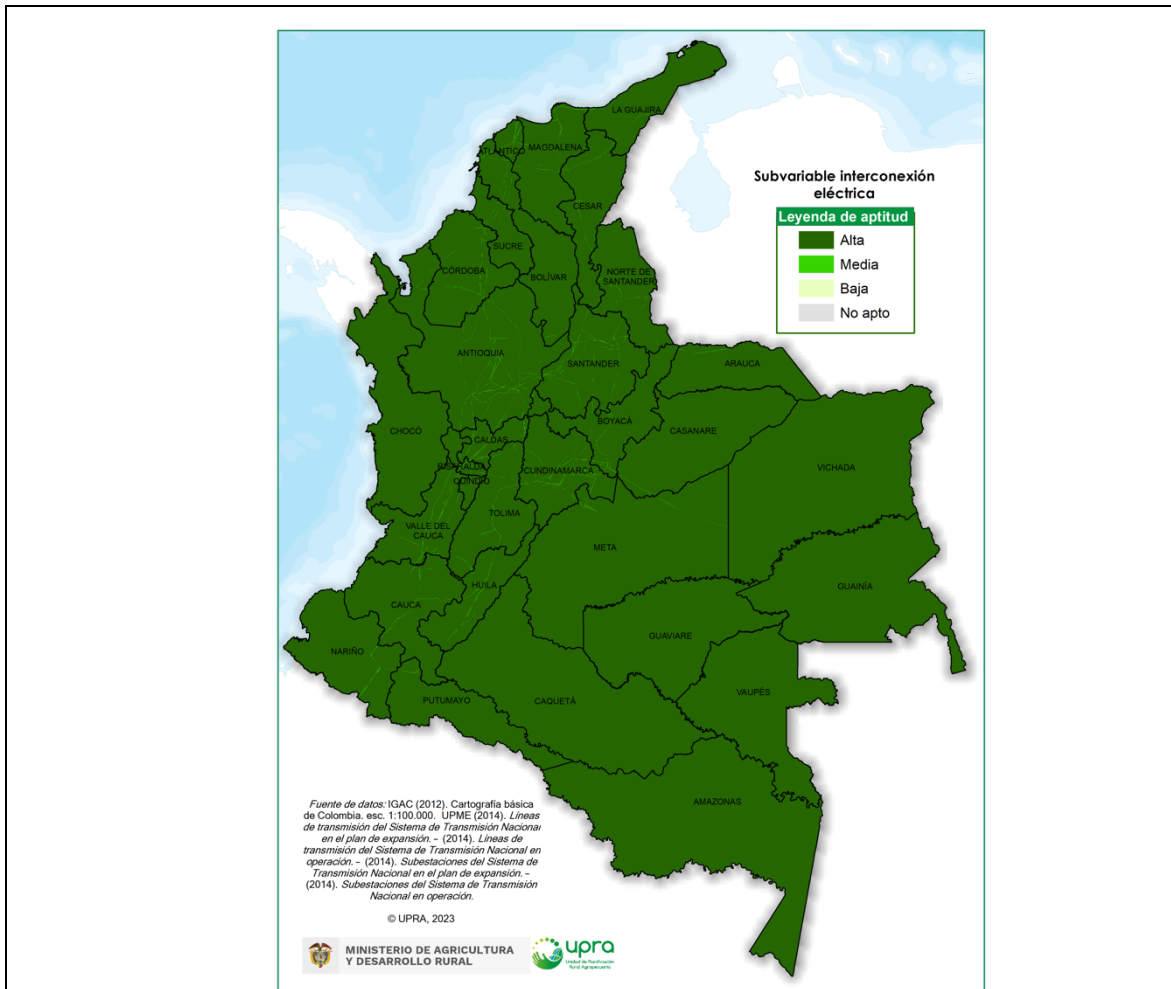 LA GUAJIRA
ATLÁNTICO
MAGDALENA
Subvariable interconexión
eléctrica
Leyenda de aptitud
Alta
Media
Baja
No apto
CESAR
SUCRE
CÓRDOBA
BOLÍVAR
NORTE DE
SANTANDER
ANTIOQUIA
SANTANDER
ARAUCA
CHOCÓ
BOYACÁ
CASANARE
CALDAS
RISARALDA
CUNDINAMARCA
VICHADA
QUINDÍO
TOLIMA
VALLE DEL
CAUCA
META
HUILA
GUAINÍA
CAUCA
GUAVIARE
NARIÑO
VAUPÉS
PUTUMAYO
CAQUETÁ
AMAZONAS
Fuente de datos: IGAC (2012). Cartografía básica
de Colombia. esc. 1:100.000. UPME (2014). Líneas
de transmisión del Sistema de Transmisión Nacional
en el plan de expansión. - (2014). Líneas de
transmisión del Sistema de Transmisión Nacional en
operación. - (2014). Subestaciones del Sistema de
Transmisión Nacional en el plan de expansión. -
(2014). Subestaciones del Sistema de Transmisión
Nacional en operación.
© UPRA, 2023
MINISTERIO DE AGRICULTURA
Y DESARROLLO RURAL
upra
Unidad de Planificación
Rural Agropecuaria